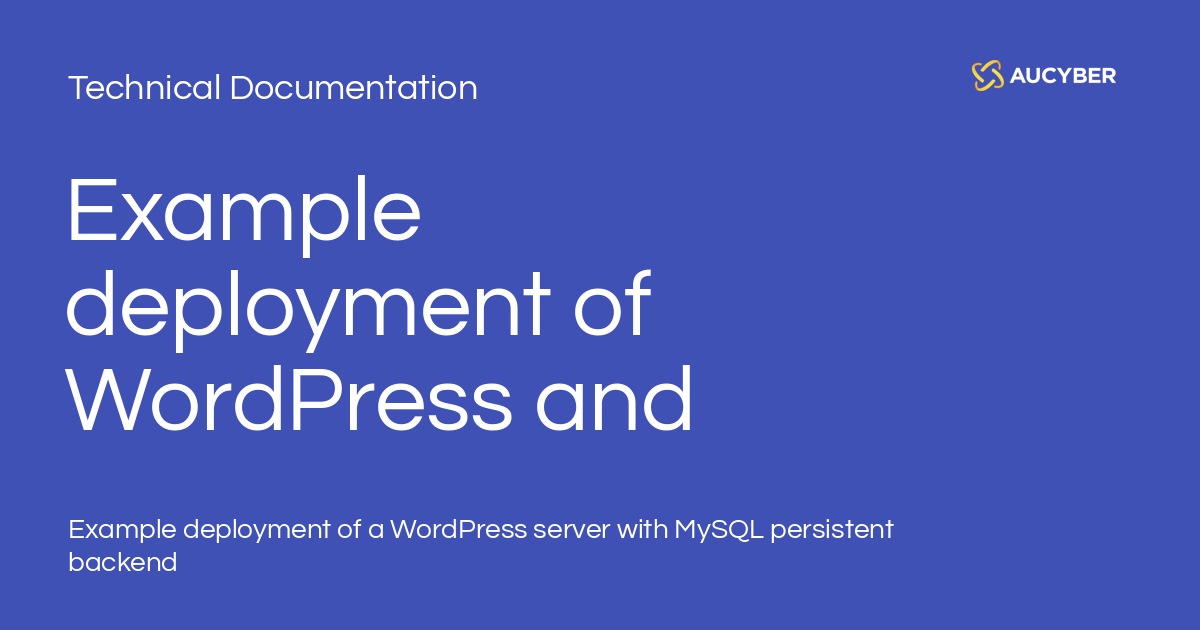 Technical Documentation
AUCYBER
Example
deployment of
WordPress and
Example deployment of a WordPress server with MySQL persistent
backend